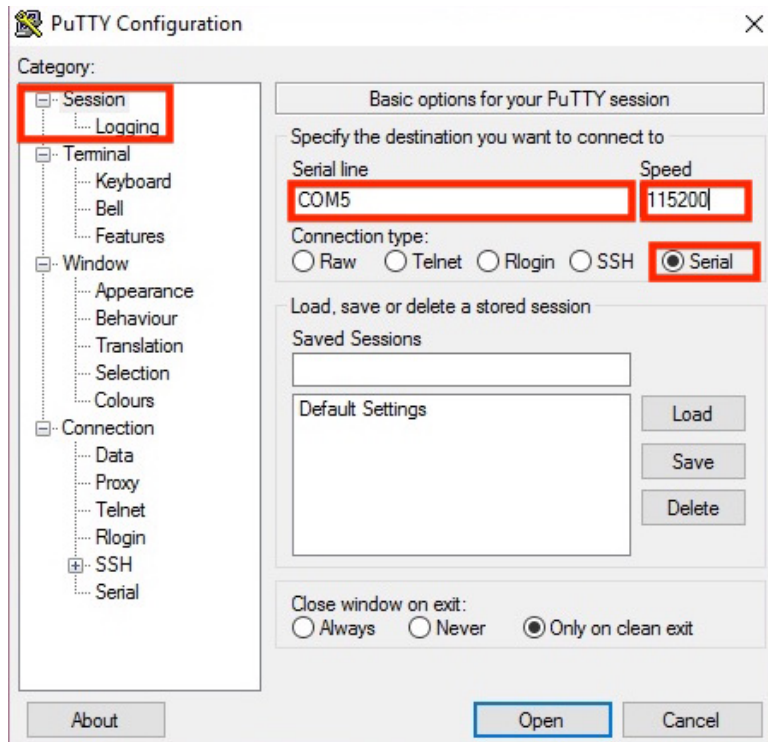 PuTTY Configuration
Category:
Session
Logging
Terminal
Keyboard
Bell
Features
Window
Appearance
Behaviour
Translation
Selection
Colours
Connection
Data
Proxy
Telnet
Rlogin
SSH
Serial
Basic options for your PuTTY session
Specify the destination you want to connect to
Serial line Speed
COM5 115200
Connection type:
Raw Telnet Rlogin SSH Serial
Load, save or delete a stored session
Saved Sessions
Default Settings
Load
Save
Delete
Close window on exit:
Always Never Only on clean exit
About Open Cancel